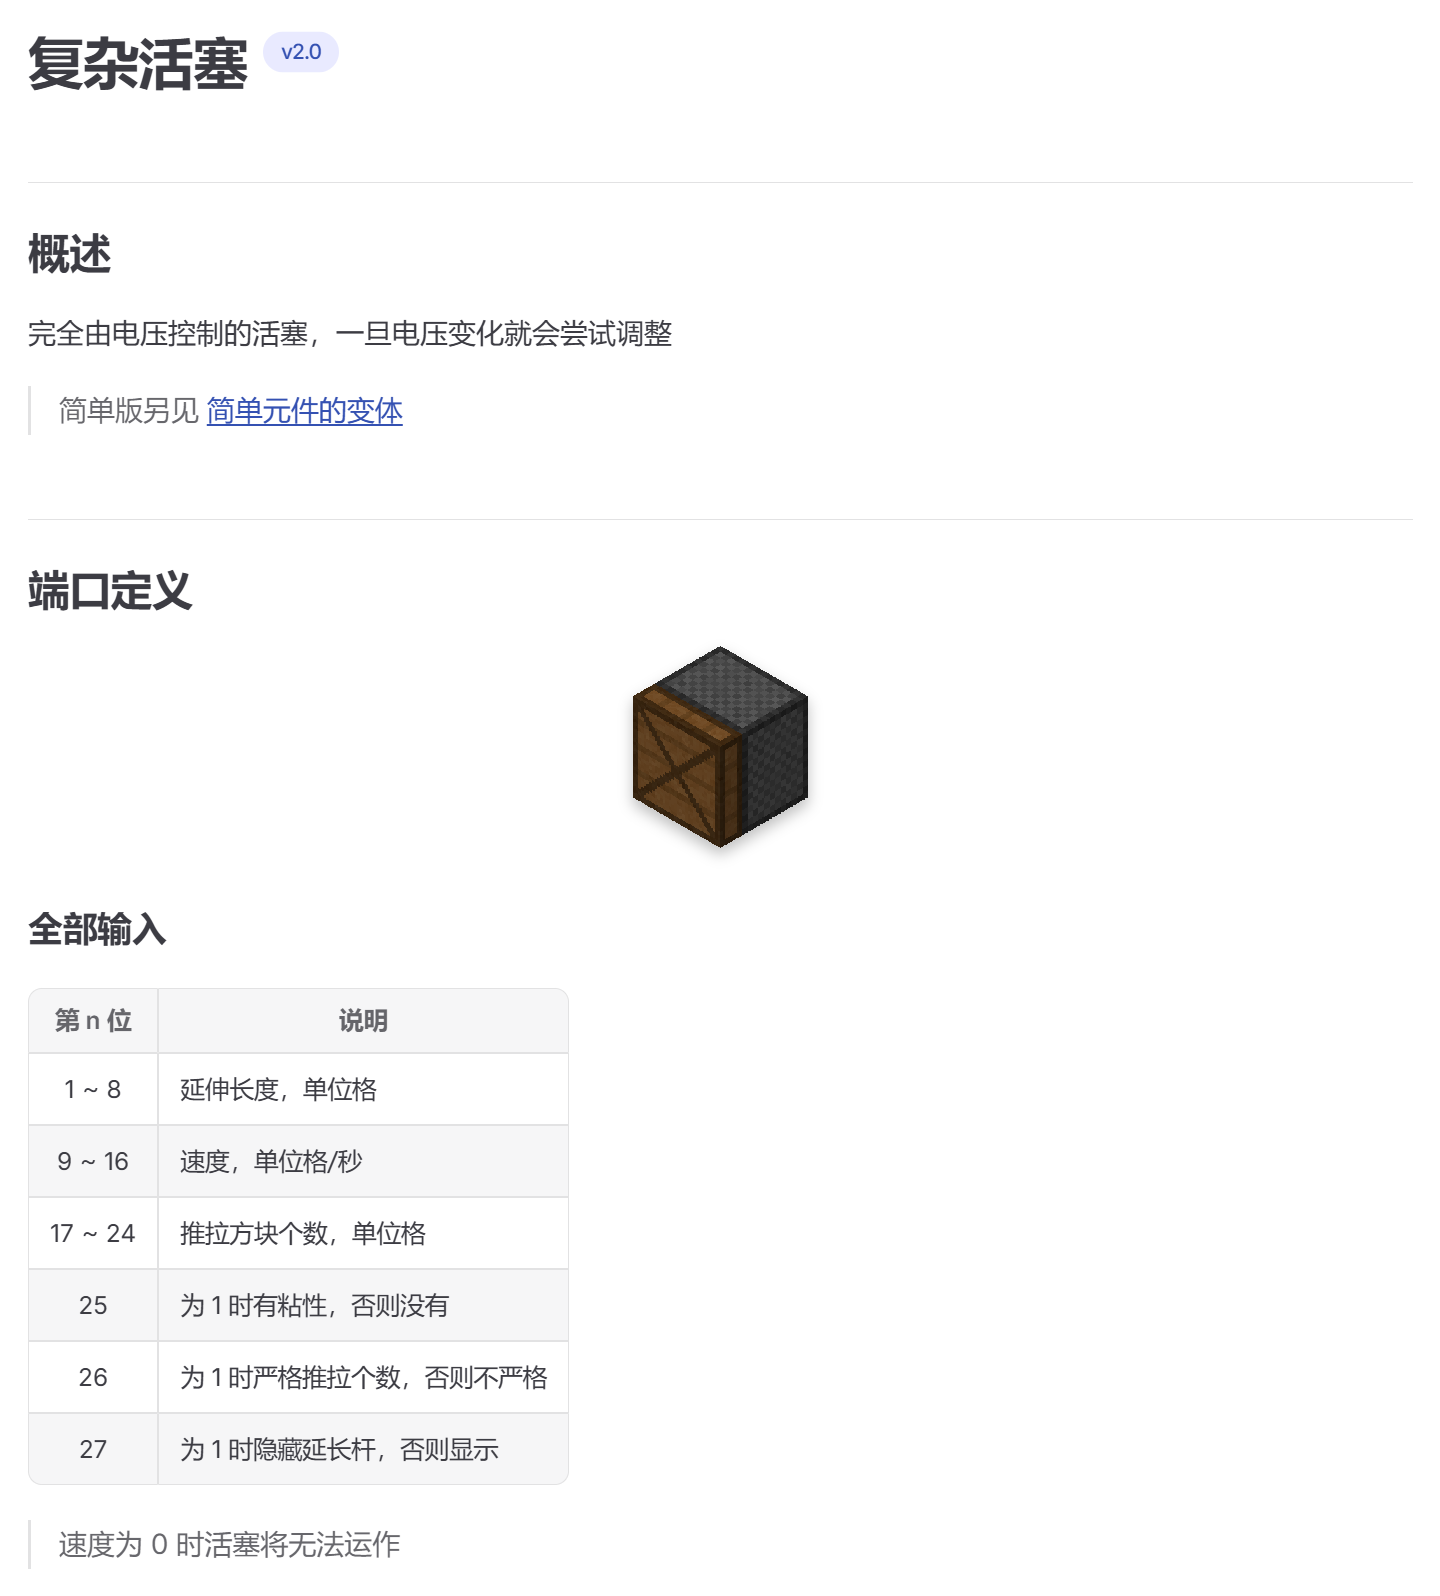 复杂活塞 v2.0
概述
完全由电压控制的活塞，一旦电压变化就会尝试调整
简单版另见 简单元件的变体
端口定义
全部输入
第 n 位 说明
1 ~ 8 延伸长度，单位格
9 ~ 16 速度，单位格/秒
17 ~ 24 推拉方块个数，单位格
25 为 1 时有粘性，否则没有
26 为 1 时严格推拉个数，否则不严格
27 为 1 时隐藏延长杆，否则显示
速度为 0 时活塞将无法运作